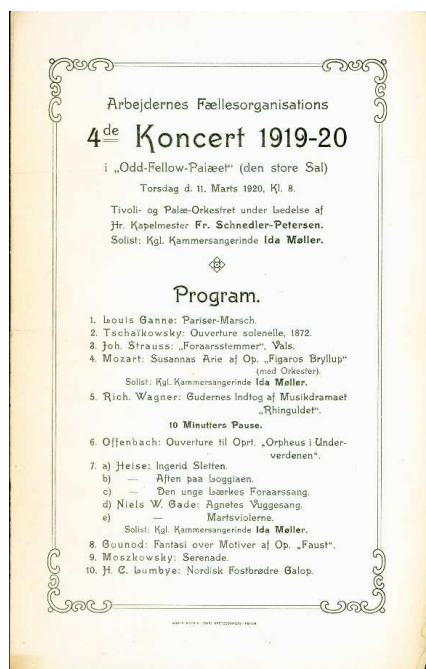 Arbejdernes Fællesorganisations
4de Koncert 1919-20
i „Odd-Fellow-Palæet“ (den store Sal)
Torsdag d. 11. Marts 1920, Kl. 8.
Tivoli- og Palæ-Orkestret under Ledelse af
Hr. Kapelmester Fr. Schnedler-Petersen.
Solist: Kgl. Kammersangerinde Ida Møller.
Program.
1. Louis Ganne: Pariser-Marsch.
2. Tschaïkowsky: Ouverture solenelle, 1872.
3. Joh. Strauss: „Foraarsstemmer“, Vals.
4. Mozart: Susannas Arie af Op. „Figaros Bryllup“
(med Orkester).
Solist: Kgl. Kammersangerinde Ida Møller.
5. Rich. Wagner: Gudernes Indtog af Musikdramaet
„Rhinguldet“.
10 Minutters Pause.
6. Offenbach: Ouverture til Oprt. „Orpheus i Under-
verdenen“.
7. a) Heise: Ingerid Sletten.
b) — Aften paa Loggiaen.
c) — Den unge Lærkes Foraarssang.
d) Niels W. Gade: Agnetes Vuggesang.
e) — Martsviolerne.
Solist: Kgl. Kammersangerinde Ida Møller.
8. Gounod: Fantasi over Motiver af Op. „Faust“.
9. Moszkowsky: Serenade.
10. H. C. Lumbye: Nordisk Fostbrødre Galop.